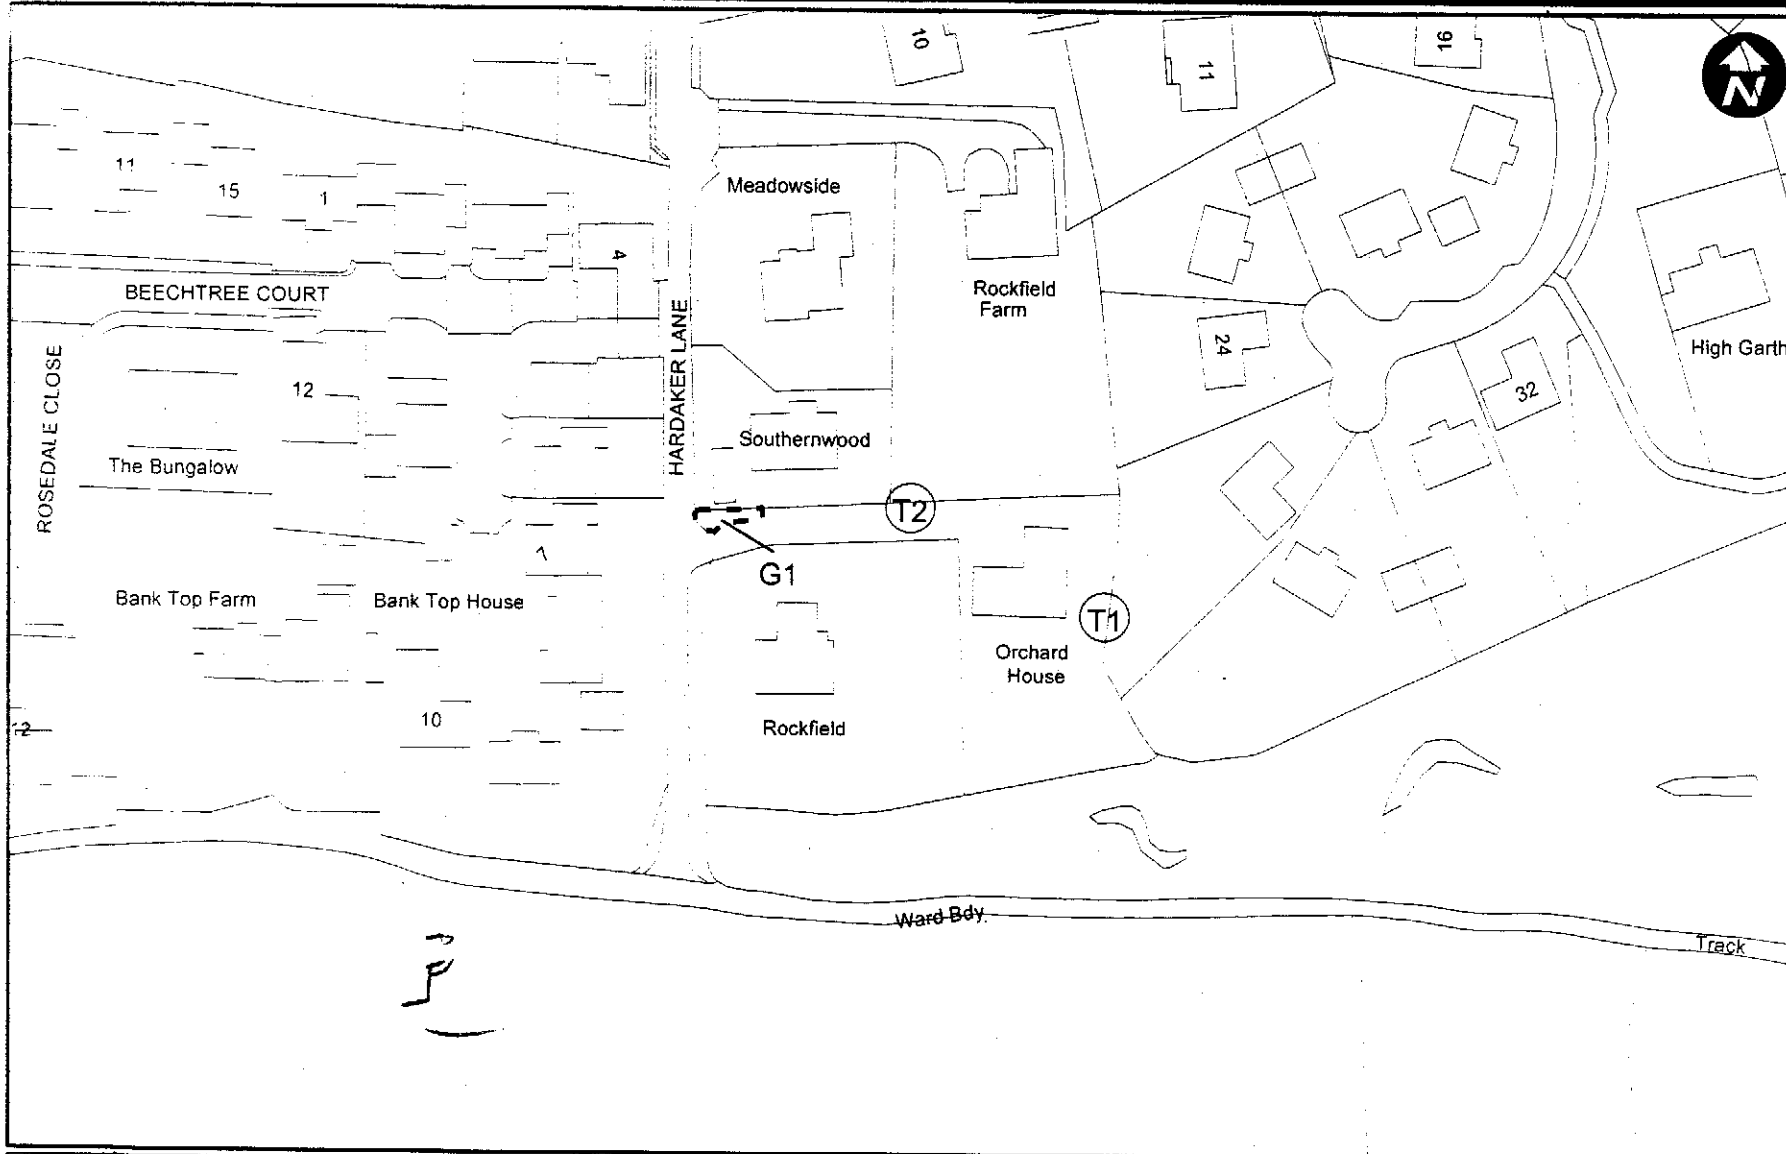 10
11
16
N
11
15
1
Meadowside
4
BEECHTREE COURT
Rockfield
Farm
HARDAKER LANE
ROSEDALE CLOSE
24
High Garth
12
32
Southernwood
The Bungalow
T2
7
G1
Bank Top Farm
Bank Top House
T1
Orchard
House
10
Rockfield
12
Ward Bdy.
Track